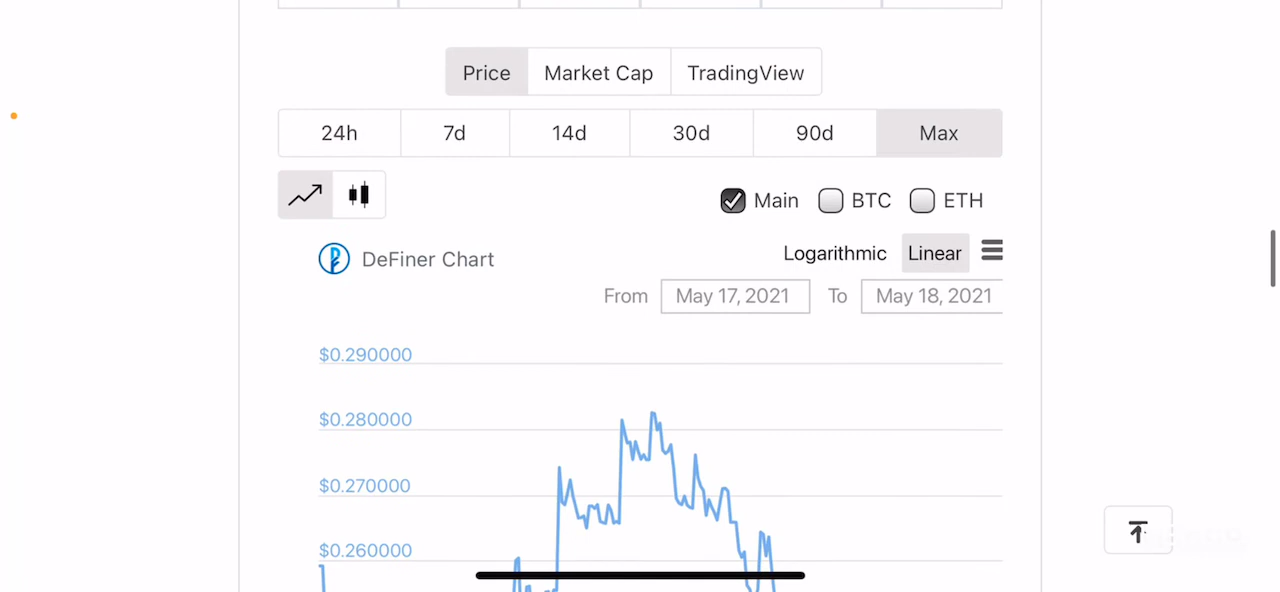 Price Market Cap TradingView
24h 7d 14d 30d 90d Max
Main BTC ETH
DeFiner Chart Logarithmic Linear
From May 17, 2021 To May 18, 2021
$0.290000
$0.280000
$0.270000
$0.260000